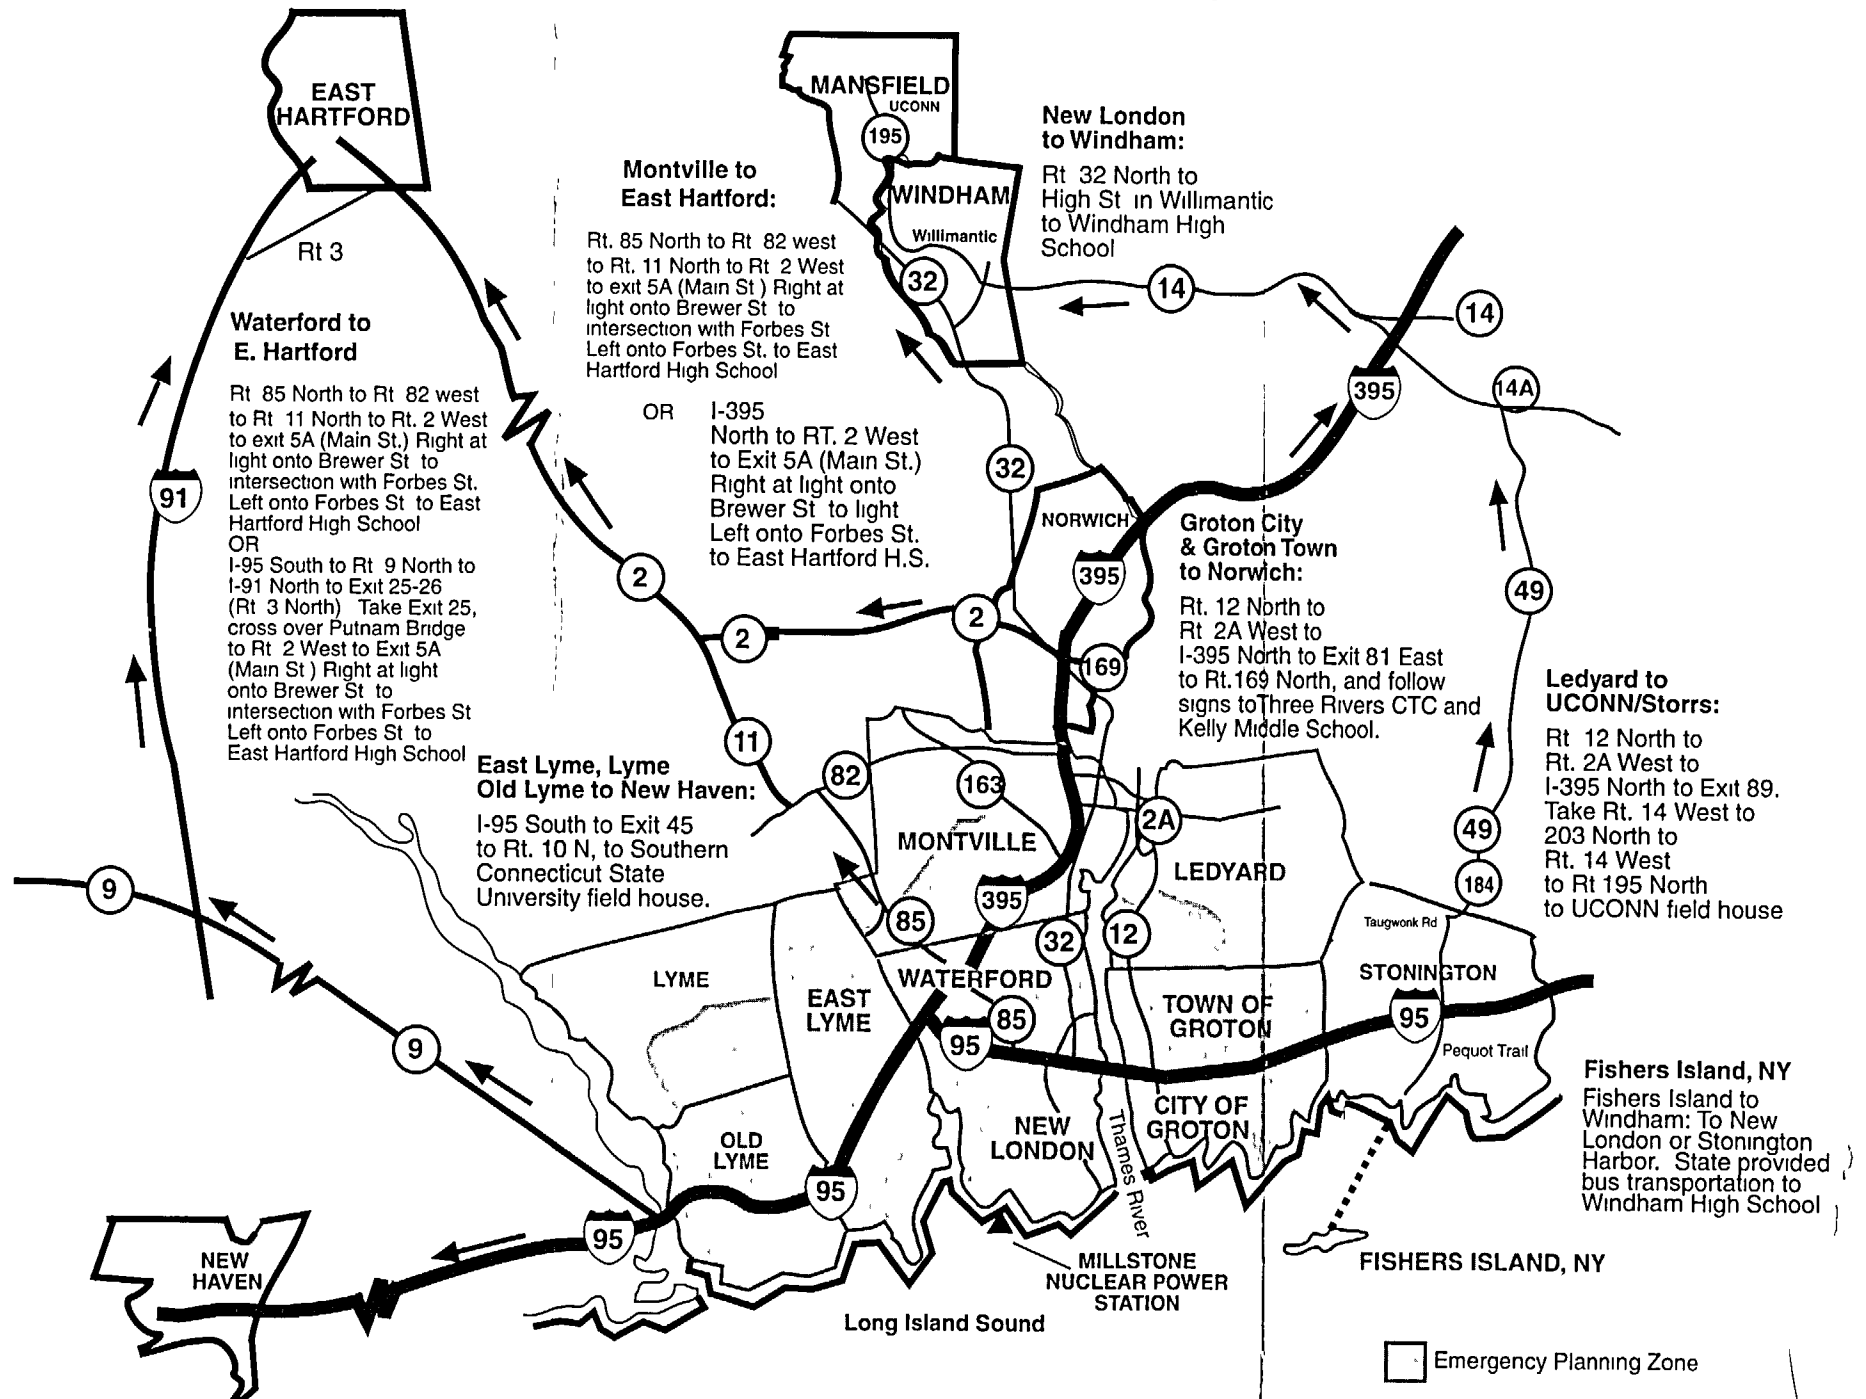 EAST
HARTFORD
MANSFIELD
UCONN
195
WINDHAM
Willimantic
New London
to Windham:
Rt 32 North to
High St in Willimantic
to Windham High
School
Montville to
East Hartford:
Rt. 85 North to Rt 82 west
to Rt. 11 North to Rt 2 West
to exit 5A (Main St ) Right at
light onto Brewer St to
intersection with Forbes St
Left onto Forbes St. to East
Hartford High School
OR
I-395
North to RT. 2 West
to Exit 5A (Main St.)
Right at light onto
Brewer St to light
Left onto Forbes St.
to East Hartford H.S.
Rt 3
Waterford to
E. Hartford
Rt 85 North to Rt 82 west
to Rt 11 North to Rt. 2 West
to exit 5A (Main St.) Right at
light onto Brewer St to
intersection with Forbes St.
Left onto Forbes St to East
Hartford High School
OR
I-95 South to Rt 9 North to
I-91 North to Exit 25-26
(Rt 3 North) Take Exit 25,
cross over Putnam Bridge
to Rt 2 West to Exit 5A
(Main St ) Right at light
onto Brewer St to
intersection with Forbes St
Left onto Forbes St to
East Hartford High School
91
32
14
14
395
14A
32
NORWICH
395
2
2
2
169
49
Groton City
& Groton Town
to Norwich:
Rt. 12 North to
Rt 2A West to
I-395 North to Exit 81 East
to Rt.169 North, and follow
signs toThree Rivers CTC and
Kelly Middle School.
Ledyard to
UCONN/Storrs:
Rt 12 North to
Rt. 2A West to
I-395 North to Exit 89.
Take Rt. 14 West to
203 North to
Rt. 14 West
to Rt 195 North
to UCONN field house
East Lyme, Lyme
Old Lyme to New Haven:
I-95 South to Exit 45
to Rt. 10 N, to Southern
Connecticut State
University field house.
11
82
163
2A
49
184
MONTVILLE
LEDYARD
395
85
32
12
Taugwonk Rd
9
LYME
EAST
LYME
WATERFORD
85
95
TOWN OF
GROTON
STONINGTON
95
Pequot Trail
9
OLD
LYME
NEW
LONDON
Thames River
CITY OF
GROTON
Fishers Island, NY
Fishers Island to
Windham: To New
London or Stonington
Harbor. State provided
bus transportation to
Windham High School
95
95
NEW
HAVEN
MILLSTONE
NUCLEAR POWER
STATION
FISHERS ISLAND, NY
Long Island Sound
Emergency Planning Zone